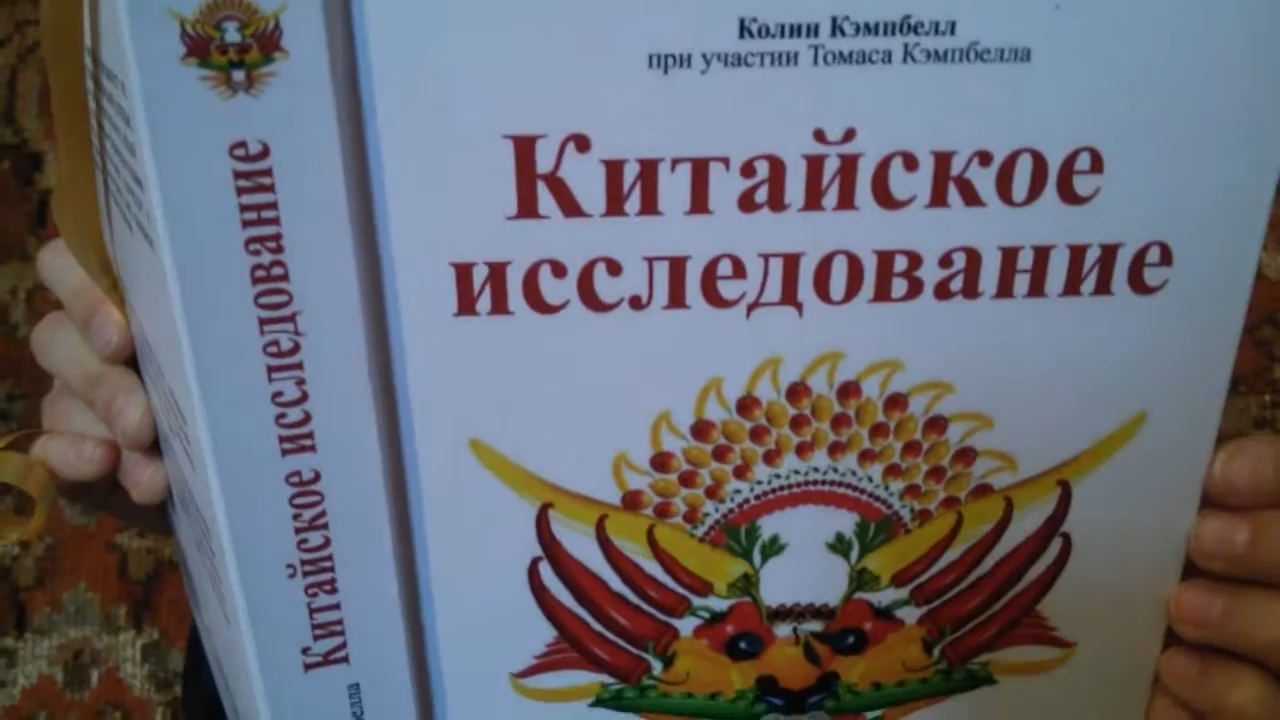 Колин Кэмпбелл
при участии Томаса Кэмпбелла
Китайское
исследование
Китайское исследование